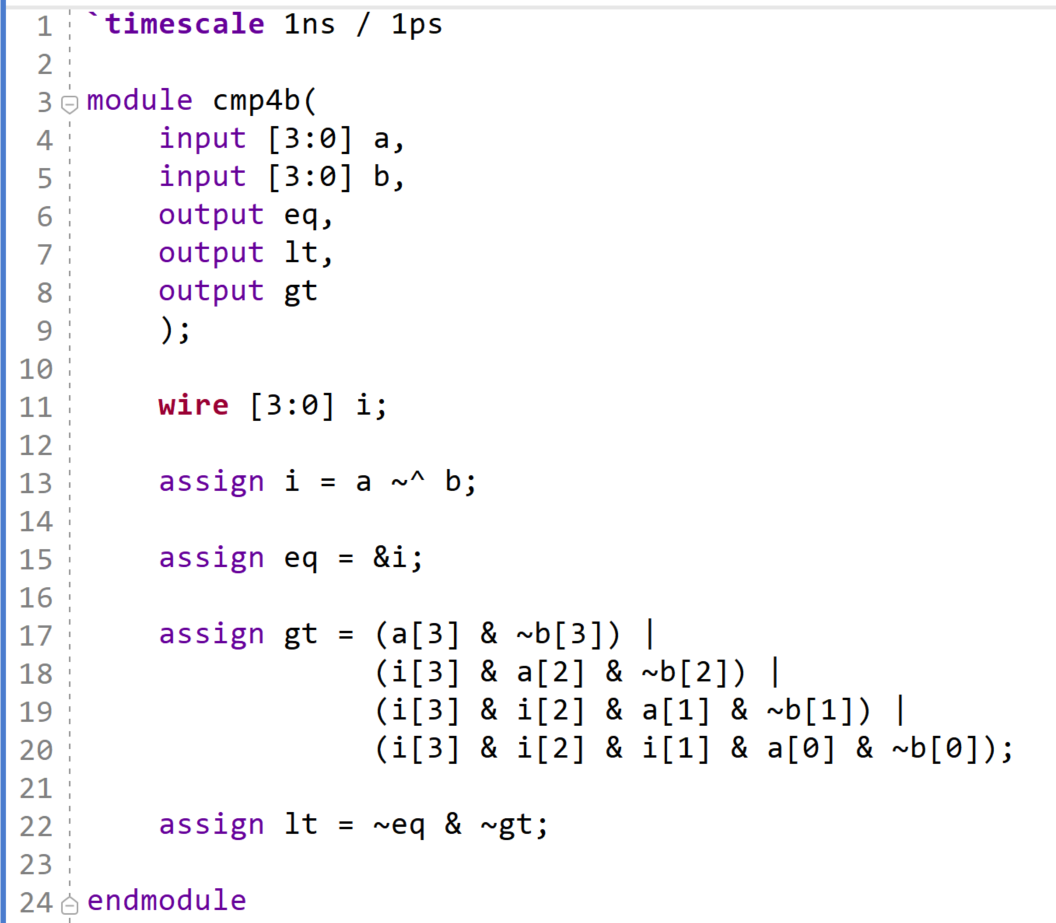 1 `timescale 1ns / 1ps
2
3 module cmp4b(
4     input [3:0] a,
5     input [3:0] b,
6     output eq,
7     output lt,
8     output gt
9     );
10
11     wire [3:0] i;
12
13     assign i = a ~^ b;
14
15     assign eq = &i;
16
17     assign gt = (a[3] & ~b[3]) |
18                 (i[3] & a[2] & ~b[2]) |
19                 (i[3] & i[2] & a[1] & ~b[1]) |
20                 (i[3] & i[2] & i[1] & a[0] & ~b[0]);
21
22     assign lt = ~eq & ~gt;
23
24 endmodule